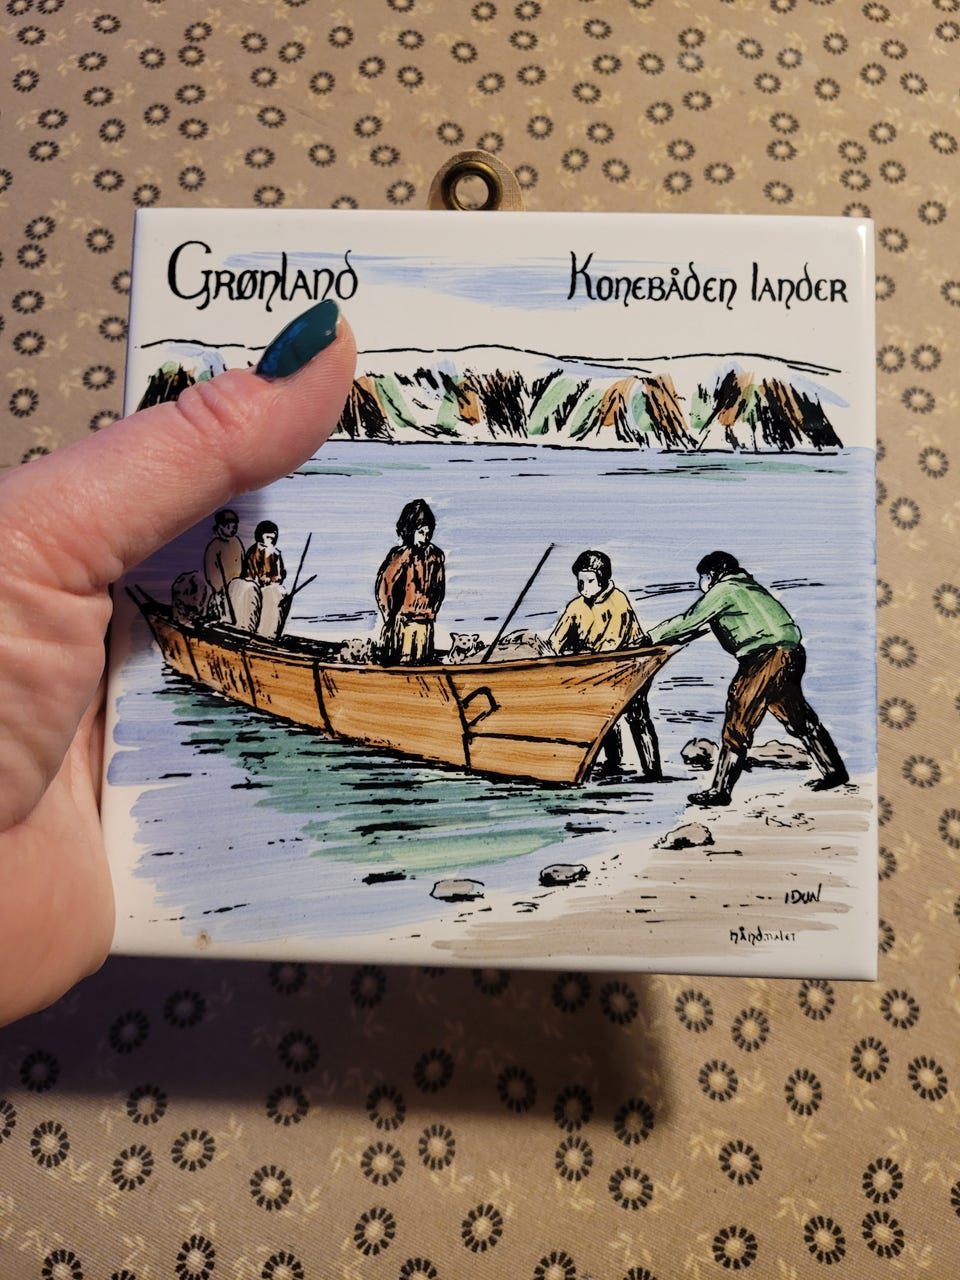 Grønland
Konebåden lander
IDUN
håndmalet